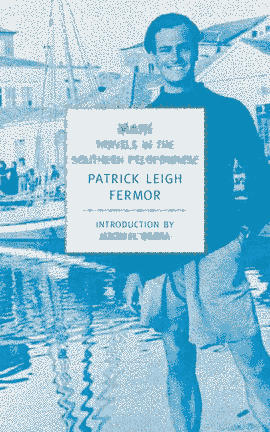 TRAVELS IN THE
SOUTHERN PELOPONNESE
PATRICK LEIGH
FERMOR
INTRODUCTION BY